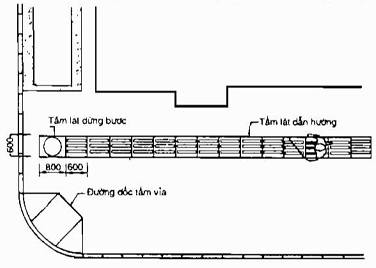 Tấm lát dừng bước
Tấm lát dẫn hướng
600
800
600
Đường dốc tấm vỉa